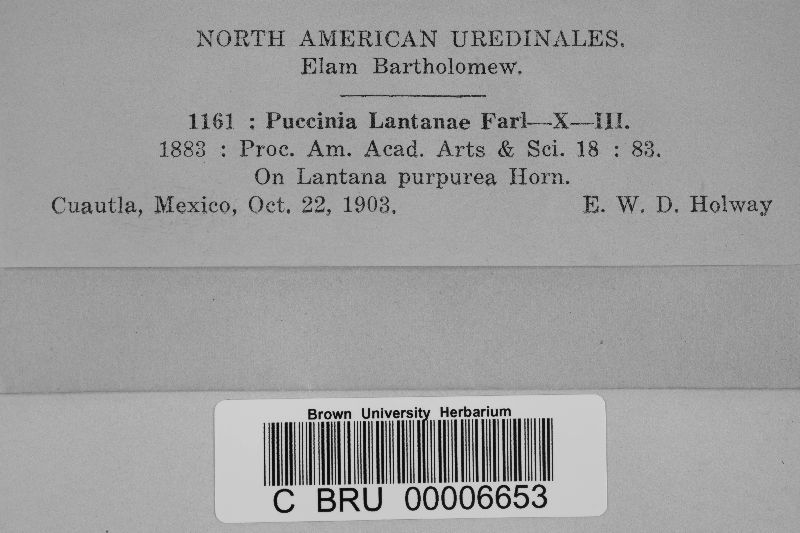 NORTH AMERICAN UREDINALES.
Elam Bartholomew.
1161 : Puccinia Lantanae Farl—X—III.
1883 : Proc. Am. Acad. Arts & Sci. 18 : 83.
On Lantana purpurea Horn.
Cuautla, Mexico, Oct. 22, 1903. E. W. D. Holway
Brown University Herbarium
C BRU 00006653